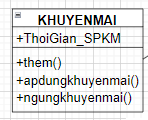 KHUYENMAI
+ThoiGian_SPKM
+them()
+apdungkhuyenmai()
+ngungkhuyenmai()